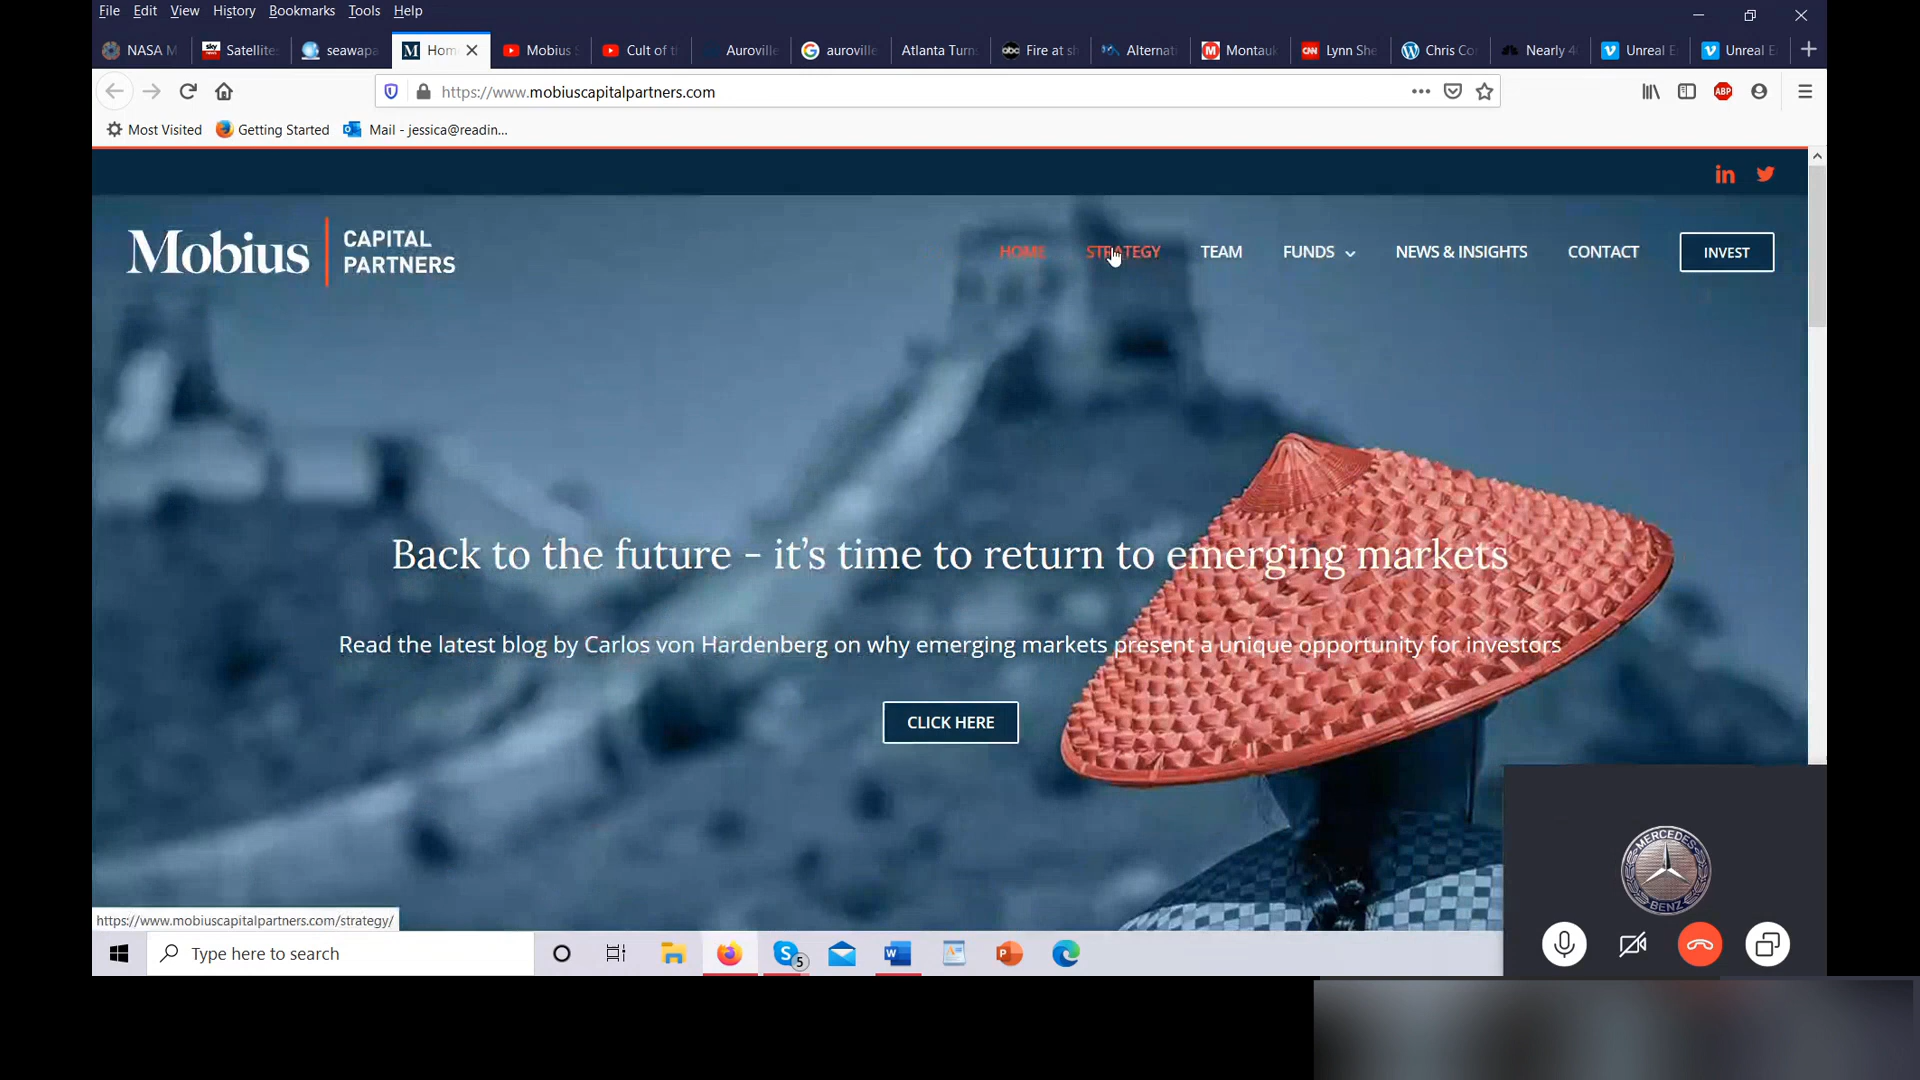 File Edit View History Bookmarks Tools Help
NASA M Satellite seawapa Hom Mobius S Cult of t Auroville auroville Atlanta Turn Fire at sh Alternat Montauk Lynn She Chris Co Nearly 4 Unreal E Unreal E
https://www.mobiuscapitalpartners.com
ABP
Most Visited Getting Started Mail - jessica@readin...
in
Mobius CAPITAL PARTNERS
HOME STRATEGY TEAM FUNDS NEWS & INSIGHTS CONTACT INVEST
Back to the future - it's time to return to emerging markets
Read the latest blog by Carlos von Hardenberg on why emerging markets present a unique opportunity for investors
CLICK HERE
MERCEDES
BENZ
https://www.mobiuscapitalpartners.com/strategy/
Type here to search
5